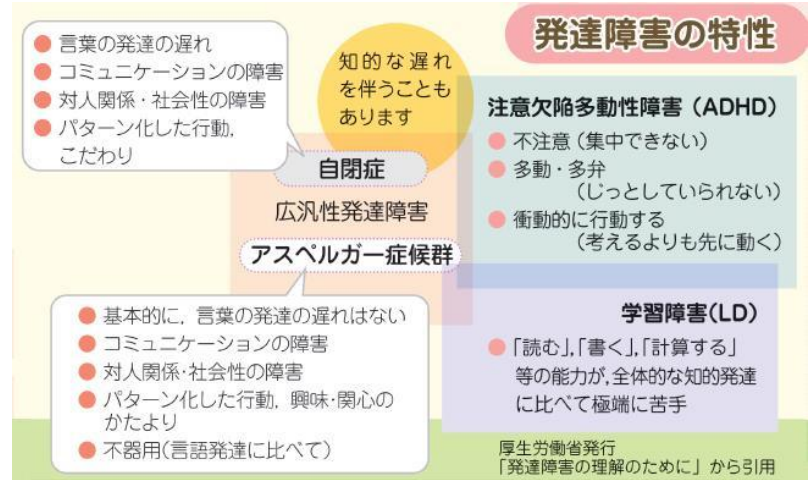 発達障害の特性
● 言葉の発達の遅れ
● コミュニケーションの障害
● 対人関係・社会性の障害
● パターン化した行動,
こだわり
知的な遅れ
を伴うことも
あります
自閉症
広汎性発達障害
アスペルガー症候群
● 基本的に, 言葉の発達の遅れはない
● コミュニケーションの障害
● 対人関係・社会性の障害
● パターン化した行動, 興味・関心の
かたより
● 不器用(言語発達に比べて)
注意欠陥多動性障害 (ADHD)
● 不注意 (集中できない)
● 多動・多弁
(じっとしていられない)
● 衝動的に行動する
(考えるよりも先に動く)
学習障害(LD)
● 「読む」,「書く」,「計算する」
等の能力が, 全体的な知的発達
に比べて極端に苦手
厚生労働省発行
「発達障害の理解のために」から引用